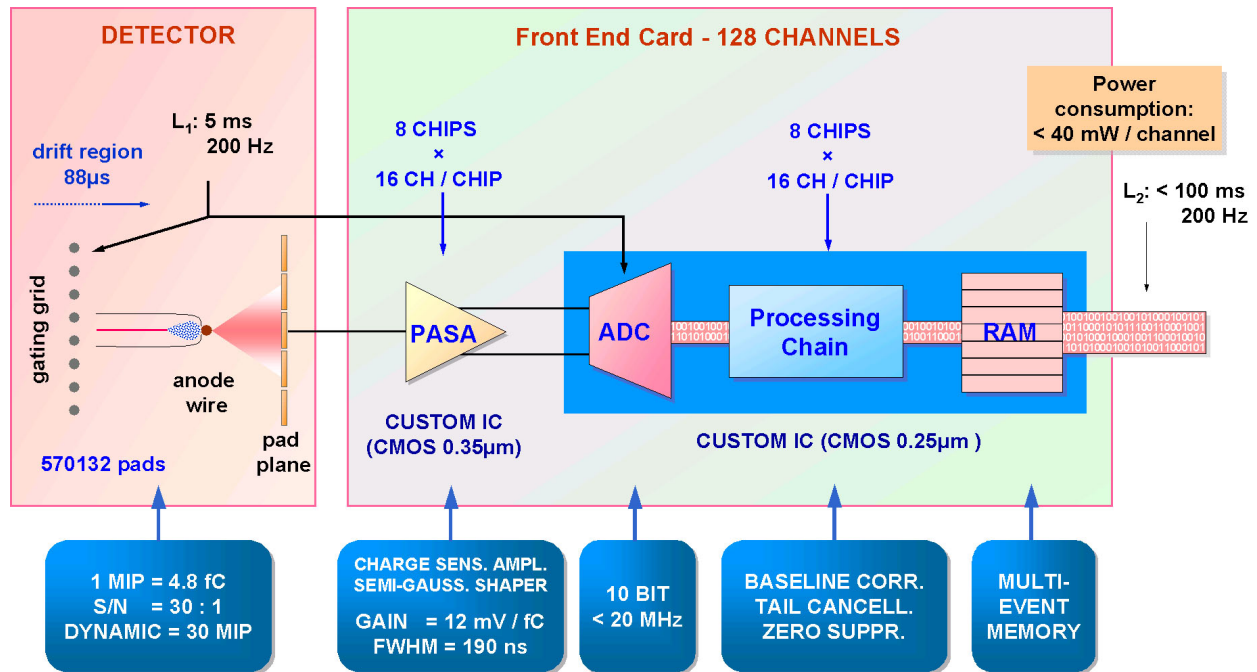 DETECTOR
Front End Card - 128 CHANNELS
Power
consumption:
< 40 mW / channel
L1: 5 ms
200 Hz
drift region
88µs
8 CHIPS
×
16 CH / CHIP
8 CHIPS
×
16 CH / CHIP
L2: < 100 ms
200 Hz
gating grid
anode
wire
pad
plane
570132 pads
PASA
ADC
Processing
Chain
RAM
CUSTOM IC
(CMOS 0.35µm)
CUSTOM IC (CMOS 0.25µm )
1 MIP = 4.8 fC
S/N = 30 : 1
DYNAMIC = 30 MIP
CHARGE SENS. AMPL.
SEMI-GAUSS. SHAPER
GAIN = 12 mV / fC
FWHM = 190 ns
10 BIT
< 20 MHz
BASELINE CORR.
TAIL CANCELL.
ZERO SUPPR.
MULTI-
EVENT
MEMORY